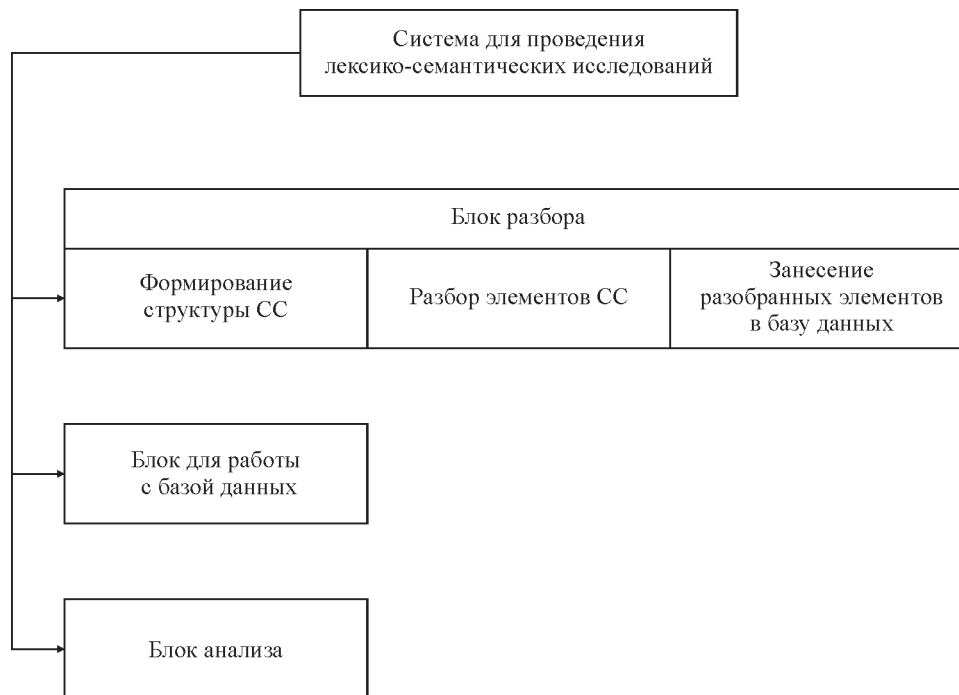 Система для проведения
лексико-семантических исследований
Блок разбора
Формирование
структуры СС
Разбор элементов СС
Занесение
разобранных элементов
в базу данных
Блок для работы
с базой данных
Блок анализа